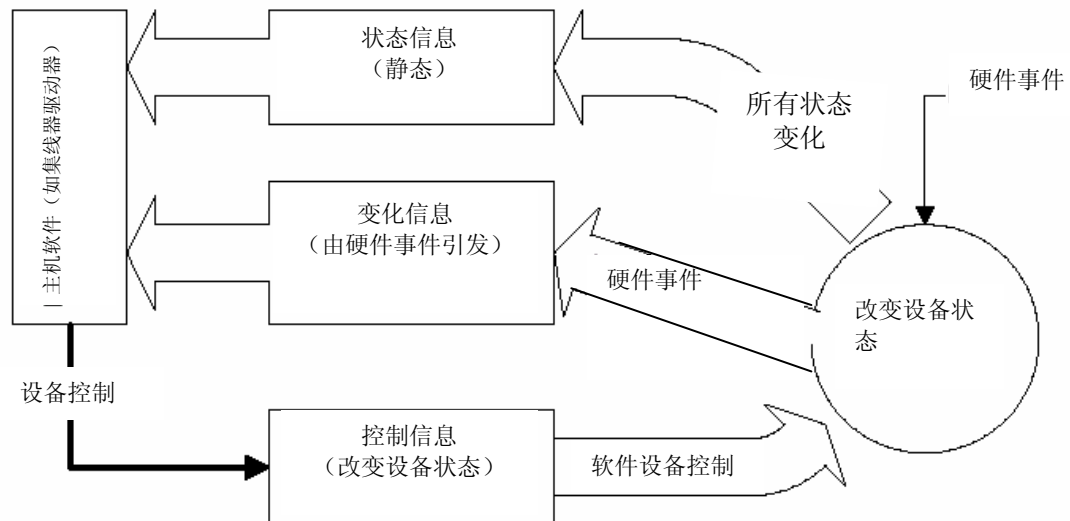 状态信息
（静态）
硬件事件
所有状态
变化
| 主机软件（如集线器驱动器）
变化信息
（由硬件事件引发）
硬件事件
改变设备状
态
设备控制
控制信息
（改变设备状态）
软件设备控制